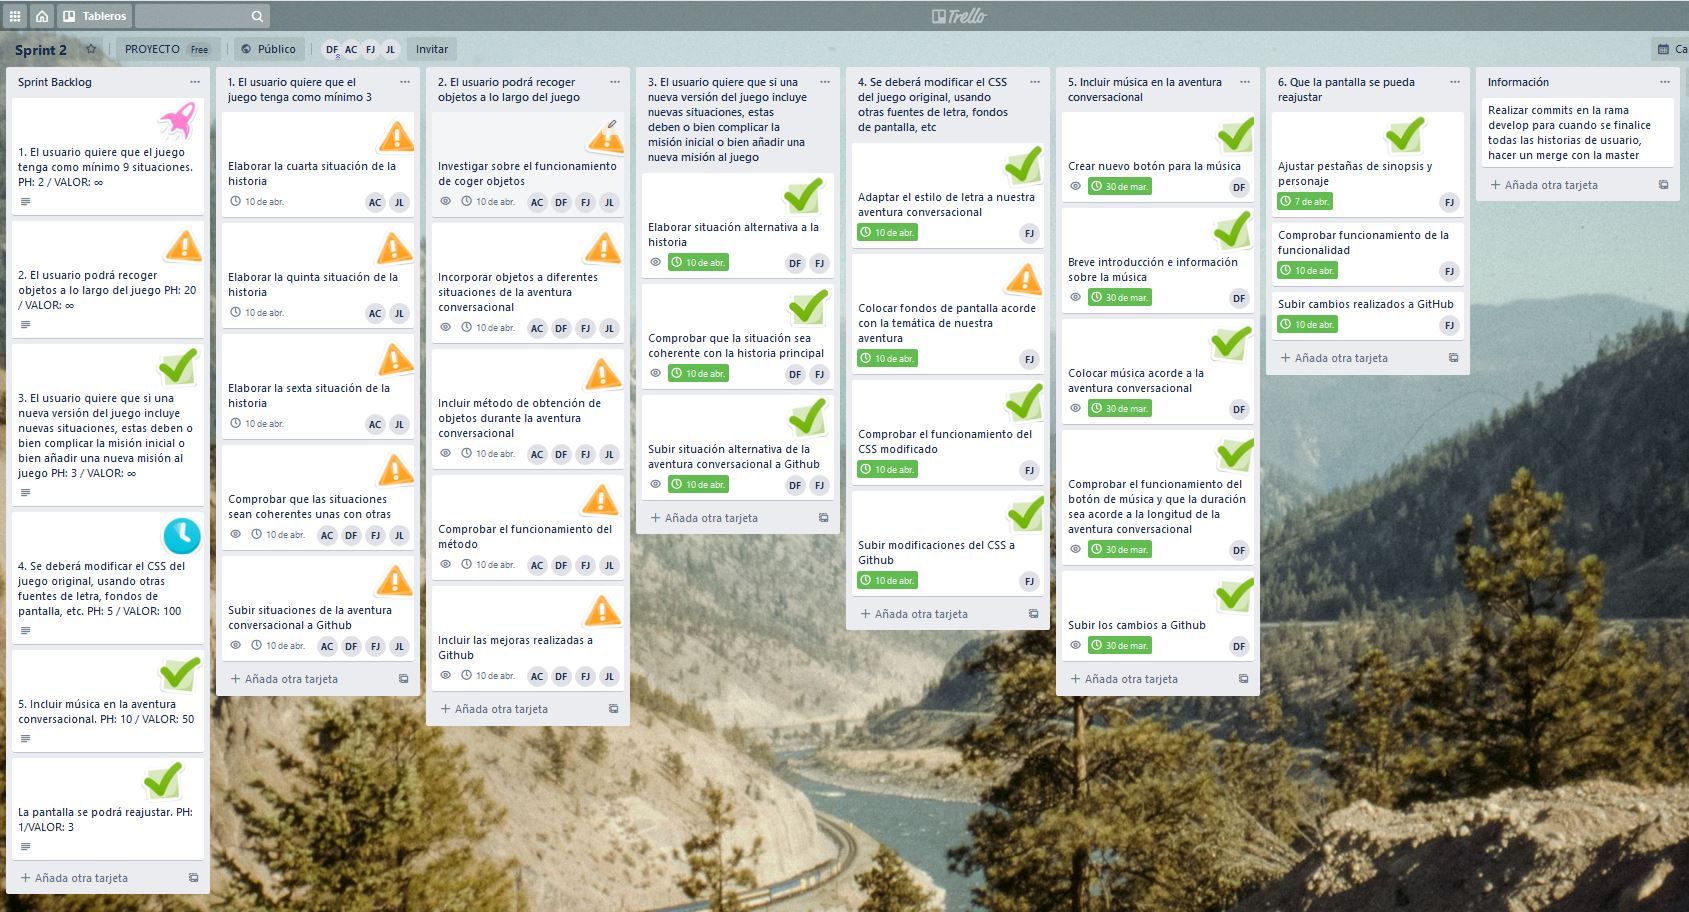 Tableros
Trello
Sprint 2
PROYECTO Free
Público
DF AC FJ JL
Invitar
Ca
Sprint Backlog
1. El usuario quiere que el juego
tenga como mínimo 9 situaciones.
PH: 2 / VALOR: ∞
2. El usuario podrá recoger
objetos a lo largo del juego PH: 20
/ VALOR: ∞
3. El usuario quiere que si una
nueva versión del juego incluye
nuevas situaciones, estas deben o
bien complicar la misión inicial o
bien añadir una nueva misión al
juego PH: 3 / VALOR: ∞
4. Se deberá modificar el CSS del
juego original, usando otras
fuentes de letra, fondos de
pantalla, etc. PH: 5 / VALOR: 100
5. Incluir música en la aventura
conversacional. PH: 10 / VALOR: 50
La pantalla se podrá reajustar. PH:
1/VALOR: 3
+ Añada otra tarjeta
1. El usuario quiere que el
juego tenga como mínimo 3
Elaborar la cuarta situación de la
historia
10 de abr.
AC JL
Elaborar la quinta situación de la
historia
10 de abr.
AC JL
Elaborar la sexta situación de la
historia
10 de abr.
AC JL
Comprobar que las situaciones
sean coherentes unas con otras
10 de abr.
AC DF FJ JL
Subir situaciones de la aventura
conversacional a Github
10 de abr.
AC DF FJ JL
+ Añada otra tarjeta
2. El usuario podrá recoger
objetos a lo largo del juego
Investigar sobre el funcionamiento
de coger objetos
10 de abr.
AC DF FJ JL
Incorporar objetos a diferentes
situaciones de la aventura
conversacional
10 de abr.
AC DF FJ JL
Incluir método de obtención de
objetos durante la aventura
conversacional
10 de abr.
AC DF FJ JL
Comprobar el funcionamiento del
método
10 de abr.
AC DF FJ JL
Incluir las mejoras realizadas a
Github
10 de abr.
AC DF FJ JL
+ Añada otra tarjeta
3. El usuario quiere que si una
nueva versión del juego incluye
nuevas situaciones, estas
deben o bien complicar la
misión inicial o bien añadir una
nueva misión al juego
Elaborar situación alternativa a la
historia
10 de abr.
DF FJ
Comprobar que la situación sea
coherente con la historia principal
10 de abr.
DF FJ
Subir situación alternativa de la
aventura conversacional a Github
10 de abr.
DF FJ
+ Añada otra tarjeta
4. Se deberá modificar el CSS
del juego original, usando
otras fuentes de letra, fondos
de pantalla, etc
Adaptar el estilo de letra a nuestra
aventura conversacional
10 de abr.
FJ
Colocar fondos de pantalla acorde
con la temática de nuestra
aventura
10 de abr.
FJ
Comprobar el funcionamiento del
CSS modificado
10 de abr.
FJ
Subir modificaciones del CSS a
Github
10 de abr.
FJ
+ Añada otra tarjeta
5. Incluir música en la aventura
conversacional
Crear nuevo botón para la música
30 de mar.
DF
Breve introducción e información
sobre la música
30 de mar.
DF
Colocar música acorde a la
aventura conversacional
30 de mar.
DF
Comprobar el funcionamiento del
botón de música y que la duración
sea acorde a la longitud de la
aventura conversacional
30 de mar.
DF
Subir los cambios a Github
30 de mar.
DF
+ Añada otra tarjeta
6. Que la pantalla se pueda
reajustar
Ajustar pestañas de sinopsis y
personaje
7 de abr.
FJ
Comprobar funcionamiento de la
funcionalidad
10 de abr.
FJ
Subir cambios realizados a GitHub
10 de abr.
FJ
+ Añada otra tarjeta
Información
Realizar commits en la rama
develop para cuando se finalice
todas las historias de usuario,
hacer un merge con la master
+ Añada otra tarjeta